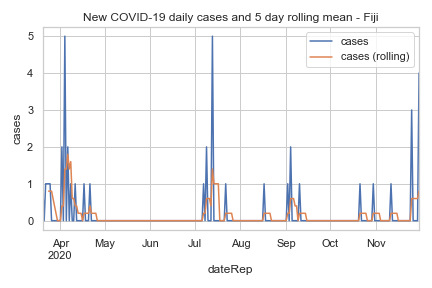 New COVID-19 daily cases and 5 day rolling mean - Fiji
cases
cases (rolling)
5
4
3
2
1
0
cases
Apr
2020
May
Jun
Jul
Aug
Sep
Oct
Nov
dateRep